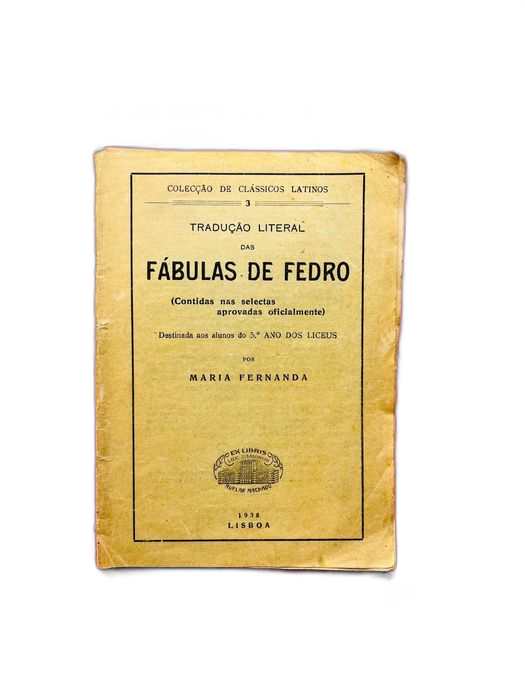 COLECÇÃO DE CLÁSSICOS LATINOS
3
TRADUÇÃO LITERAL
DAS
FÁBULAS DE FEDRO
(Contidas nas selectas
aprovadas oficialmente)
Destinada aos alunos do 5.º ANO DOS LICEUS
POR
MARIA FERNANDA
EX LIBRIS
MACHADO
1938
LISBOA